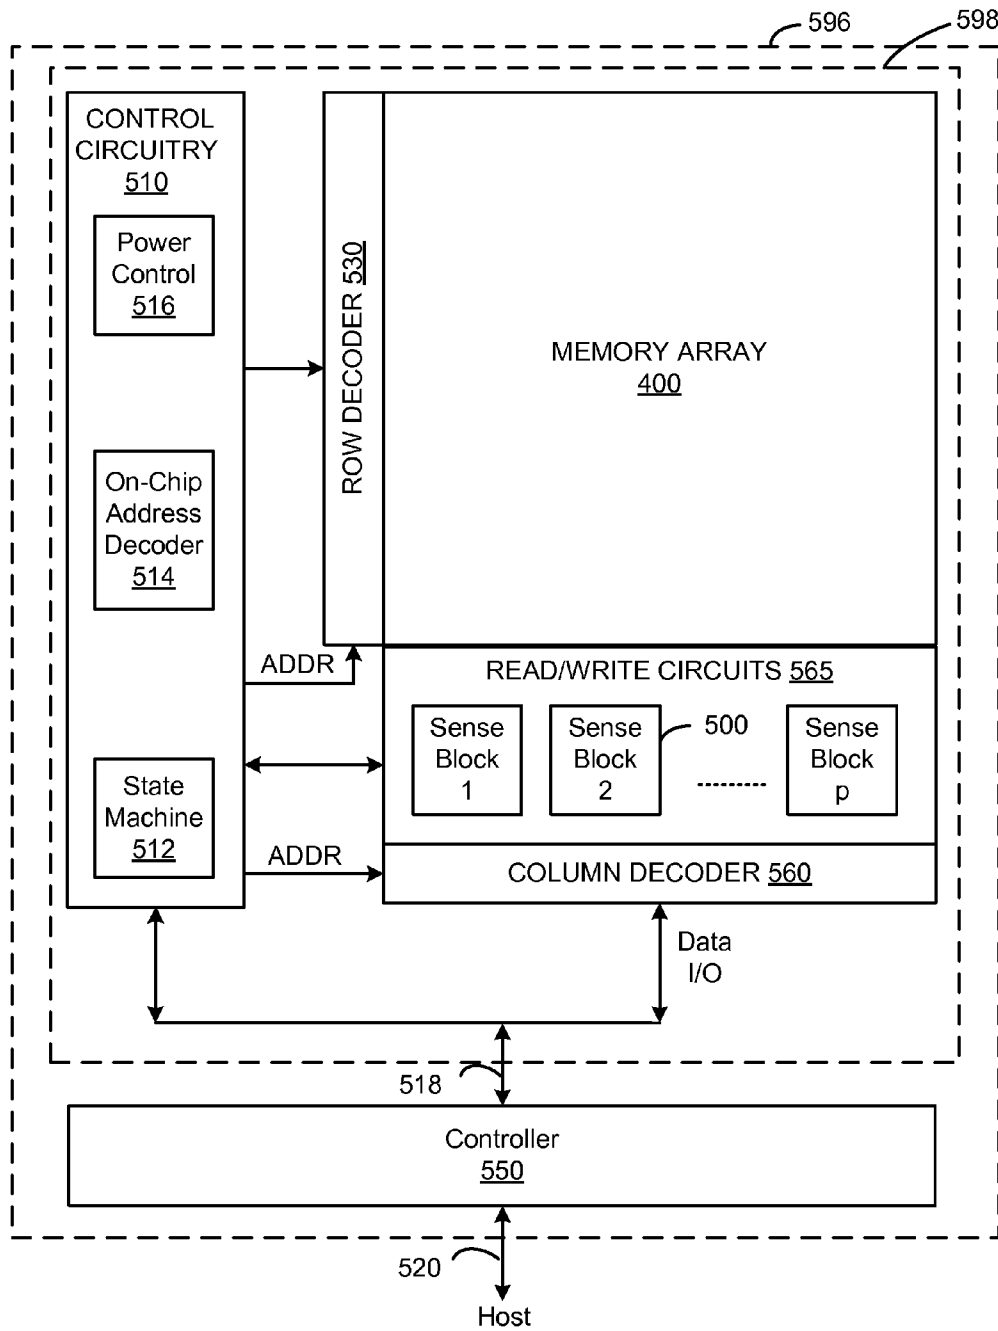 596
598
CONTROL
CIRCUITRY
510
Power
Control
516
On-Chip
Address
Decoder
514
State
Machine
512
ROW DECODER 530
MEMORY ARRAY
400
ADDR
READ/WRITE CIRCUITS 565
Sense
Block
1
Sense
Block
2
500
........
Sense
Block
p
ADDR
COLUMN DECODER 560
Data
I/O
518
Controller
550
520
Host